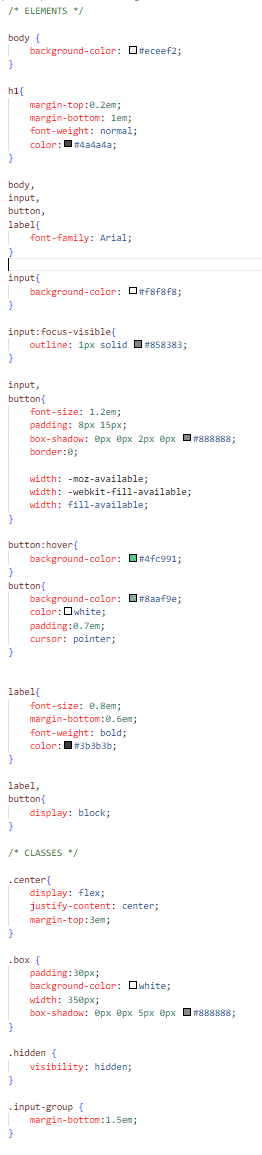 /* ELEMENTS */
body {
background-color: #eceef2;
}
h1{
margin-top:0.2em;
margin-bottom: 1em;
font-weight: normal;
color:#4a4a4a;
}
body,
input,
button,
label{
font-family: Arial;
}
input{
background-color: #f8f8f8;
}
input:focus-visible{
outline: 1px solid #858383;
}
input,
button{
font-size: 1.2em;
padding: 8px 15px;
box-shadow: 0px 0px 2px 0px #888888;
border:0;
width: -moz-available;
width: -webkit-fill-available;
width: fill-available;
}
button:hover{
background-color: #4fc991;
}
button{
background-color: #8aaf9e;
color:white;
padding:0.7em;
cursor: pointer;
}
label{
font-size: 0.8em;
margin-bottom:0.6em;
font-weight: bold;
color:#3b3b3b;
}
label,
button{
display: block;
}
/* CLASSES */
.center{
display: flex;
justify-content: center;
margin-top:3em;
}
.box {
padding:30px;
background-color: white;
width: 350px;
box-shadow: 0px 0px 5px 0px #888888;
}
.hidden {
visibility: hidden;
}
.input-group {
margin-bottom:1.5em;
}